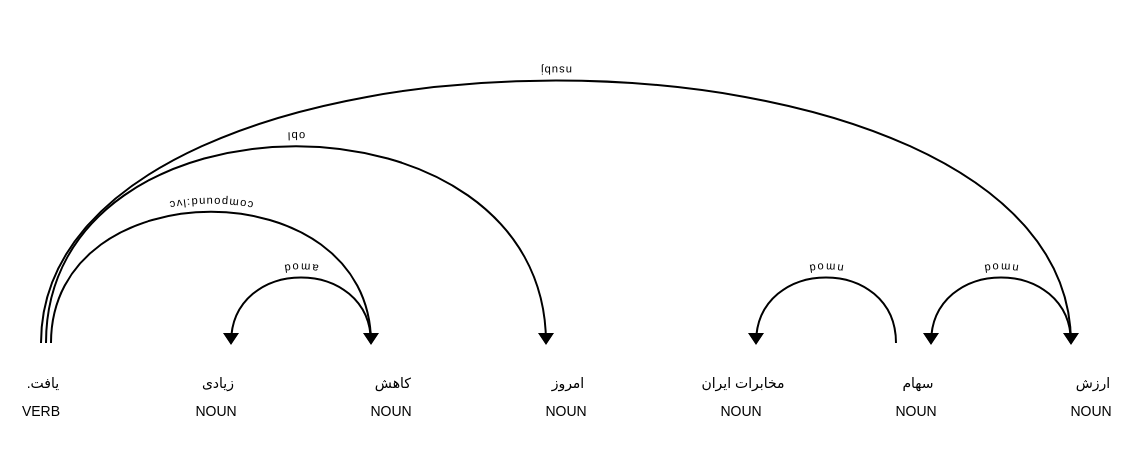 nsubj
obl
compound:lvc
amod
nmod
nmod
ارزش سهام مخابرات ایران امروز کاهش زیادی یافت.
NOUN NOUN NOUN NOUN NOUN NOUN VERB